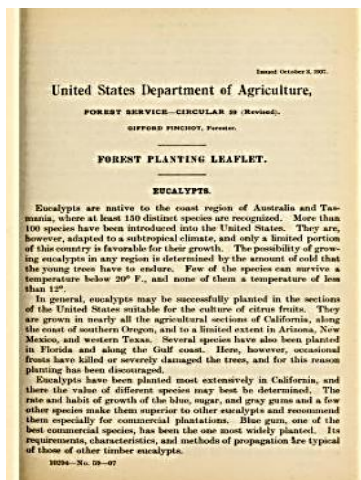 Issued October 3, 1907.
United States Department of Agriculture,
FOREST SERVICE—CIRCULAR 59 (Revised).
GIFFORD PINCHOT, Forester.
FOREST PLANTING LEAFLET.
EUCALYPTS.
Eucalypts are native to the coast region of Australia and Tas-
mania, where at least 150 distinct species are recognized. More than
100 species have been introduced into the United States. They are,
however, adapted to a subtropical climate, and only a limited portion
of this country is favorable for their growth. The possibility of grow-
ing eucalypts in any region is determined by the amount of cold that
the young trees have to endure. Few of the species can survive a
temperature below 20° F., and none of them a temperature of less
than 12°.
In general, eucalypts may be successfully planted in the sections
of the United States suitable for the culture of citrus fruits. They
are grown in nearly all the agricultural sections of California, along
the coast of southern Oregon, and to a limited extent in Arizona, New
Mexico, and western Texas. Several species have also been planted
in Florida and along the Gulf coast. Here, however, occasional
frosts have killed or severely damaged the trees, and for this reason
planting has been discouraged.
Eucalypts have been planted most extensively in California, and
there the value of different species may best be determined. The
rate and habit of growth of the blue, sugar, and gray gums and a few
other species make them superior to other eucalypts and recommend
them especially for commercial plantations. Blue gum, one of the
best commercial species, has been the one most widely planted. Its
requirements, characteristics, and methods of propagation are typical
of those of other timber eucalypts.
10294—No. 59—07